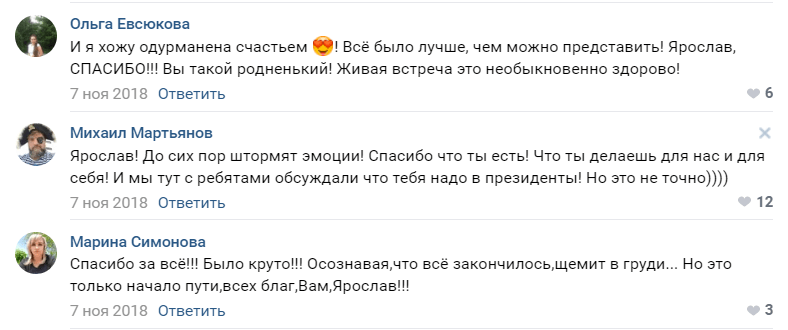 Ольга Евсюкова
И я хожу одурманена счастьем 😍! Всё было лучше, чем можно представить! Ярослав,
СПАСИБО!!! Вы такой родненький! Живая встреча это необыкновенно здорово!
7 ноя 2018 Ответить 6
Михаил Мартьянов
Ярослав! До сих пор штормят эмоции! Спасибо что ты есть! Что ты делаешь для нас и для
себя! И мы тут с ребятами обсуждали что тебя надо в президенты! Но это не точно))))
7 ноя 2018 Ответить 12
Марина Симонова
Спасибо за всё!!! Было круто!!! Осознавая,что всё закончилось,щемит в груди... Но это
только начало пути,всех благ,Вам,Ярослав!!!
7 ноя 2018 Ответить 3